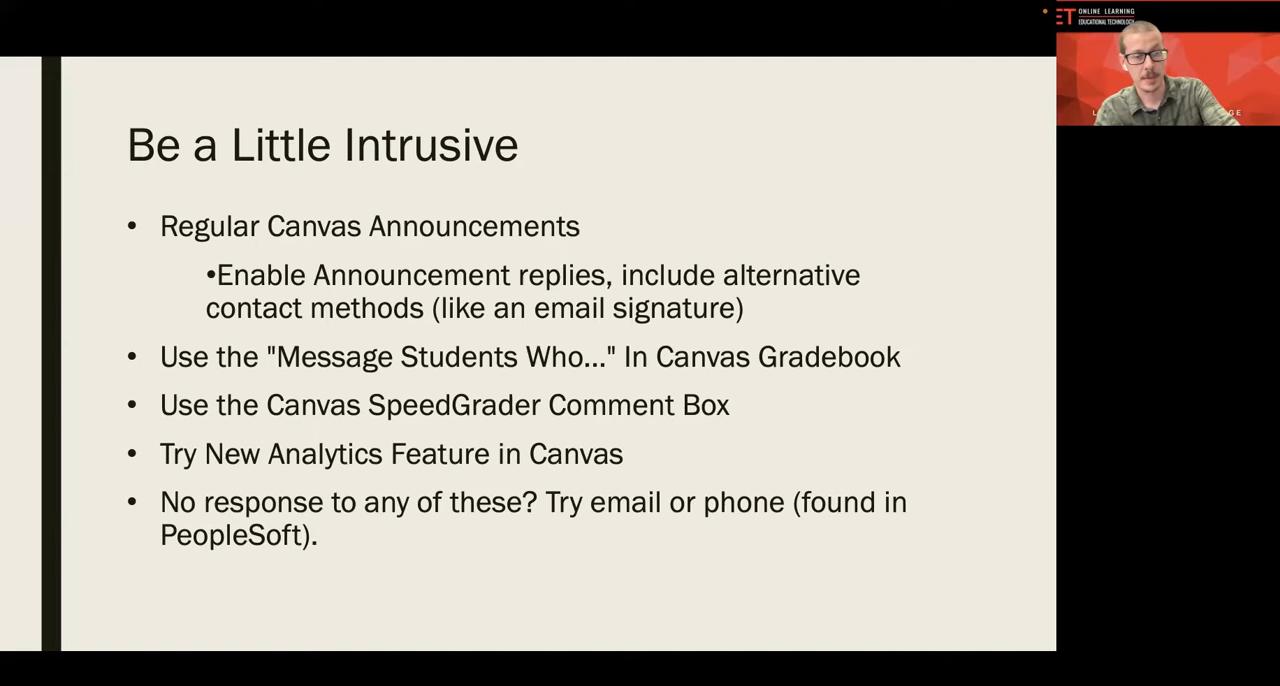 ET ONLINE LEARNING
EDUCATIONAL TECHNOLOGY
Be a Little Intrusive
• Regular Canvas Announcements
•Enable Announcement replies, include alternative
contact methods (like an email signature)
• Use the "Message Students Who..." In Canvas Gradebook
• Use the Canvas SpeedGrader Comment Box
• Try New Analytics Feature in Canvas
• No response to any of these? Try email or phone (found in
PeopleSoft).